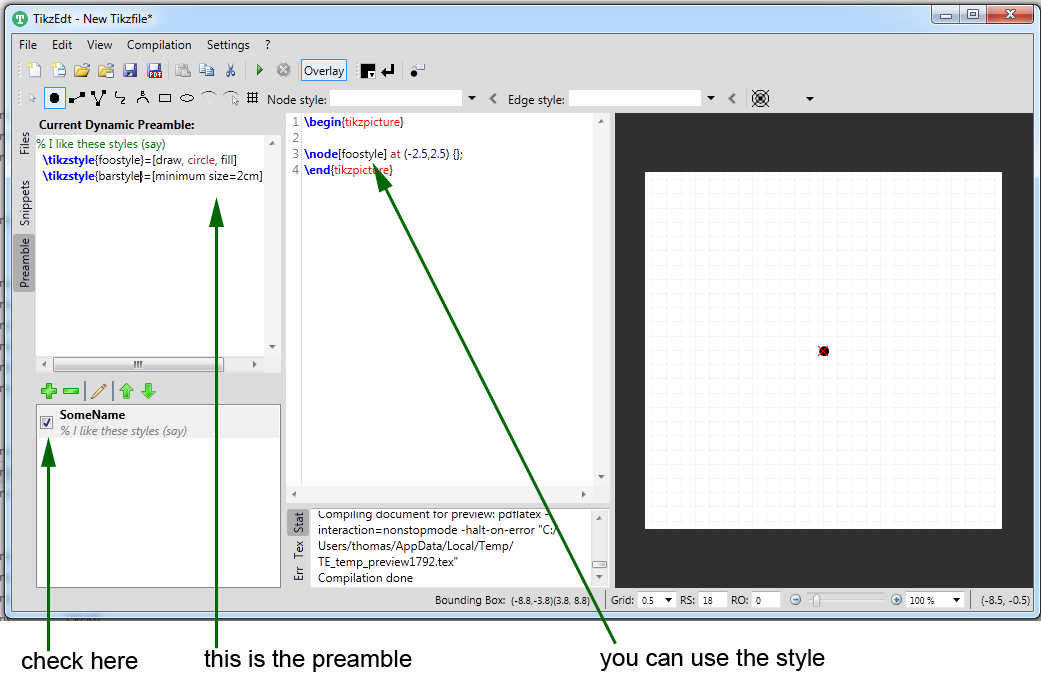 TikzEdt - New Tikzfile*
File Edit View Compilation Settings ?
PDF Overlay
Node style: Edge style:
Current Dynamic Preamble:
Files
Snippets
Preamble
% I like these styles (say)
\tikzstyle{foostyle}=[draw, circle, fill]
\tikzstyle{barstyle}=[minimum size=2cm]
SomeName
% I like these styles (say)
1 \begin{tikzpicture}
2
3 \node[foostyle] at (-2.5,2.5) {};
4 \end{tikzpicture}
Stat
Tex
Err
Compiling document for preview: pdflatex -
interaction=nonstopmode -halt-on-error "C:/
Users/thomas/AppData/Local/Temp/
TE_temp_preview1792.tex"
Compilation done
Bounding Box: (-8.8,-3.8)(3.8, 8.8) Grid: 0.5 RS: 18 RO: 0 100 % (-8.5, -0.5)
check here
this is the preamble
you can use the style